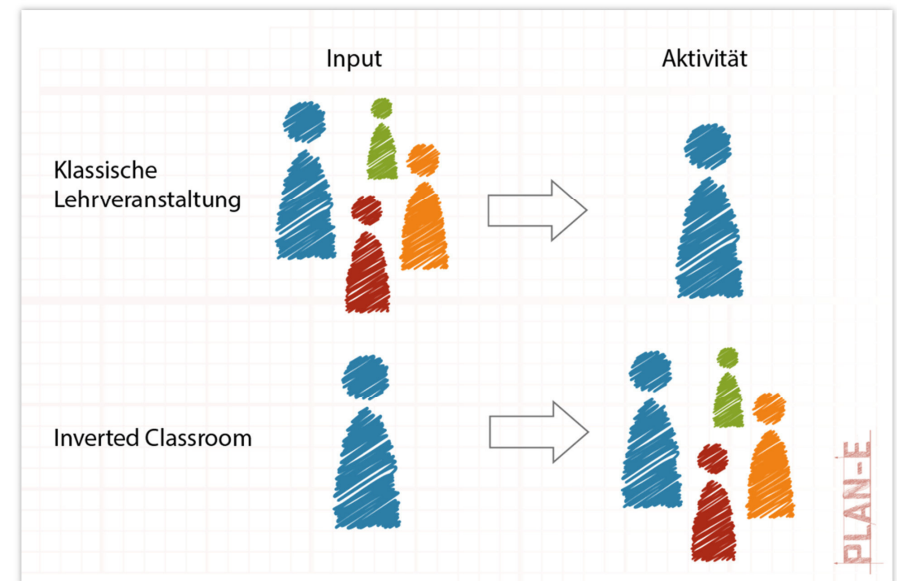 Input
Aktivität
Klassische
Lehrveranstaltung
Inverted Classroom
PLAN-E